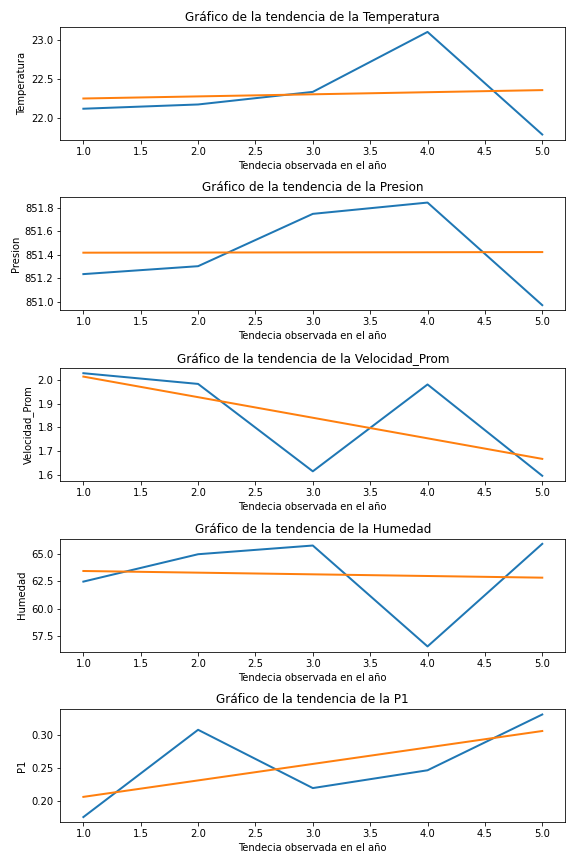 Gráfico de la tendencia de la Temperatura
Temperatura
23.0
22.5
22.0
1.0 1.5 2.0 2.5 3.0 3.5 4.0 4.5 5.0
Tendecia observada en el año
Gráfico de la tendencia de la Presion
Presion
851.8
851.6
851.4
851.2
851.0
1.0 1.5 2.0 2.5 3.0 3.5 4.0 4.5 5.0
Tendecia observada en el año
Gráfico de la tendencia de la Velocidad_Prom
Velocidad_Prom
2.0
1.9
1.8
1.7
1.6
1.0 1.5 2.0 2.5 3.0 3.5 4.0 4.5 5.0
Tendecia observada en el año
Gráfico de la tendencia de la Humedad
Humedad
65.0
62.5
60.0
57.5
1.0 1.5 2.0 2.5 3.0 3.5 4.0 4.5 5.0
Tendecia observada en el año
Gráfico de la tendencia de la P1
P1
0.30
0.25
0.20
1.0 1.5 2.0 2.5 3.0 3.5 4.0 4.5 5.0
Tendecia observada en el año